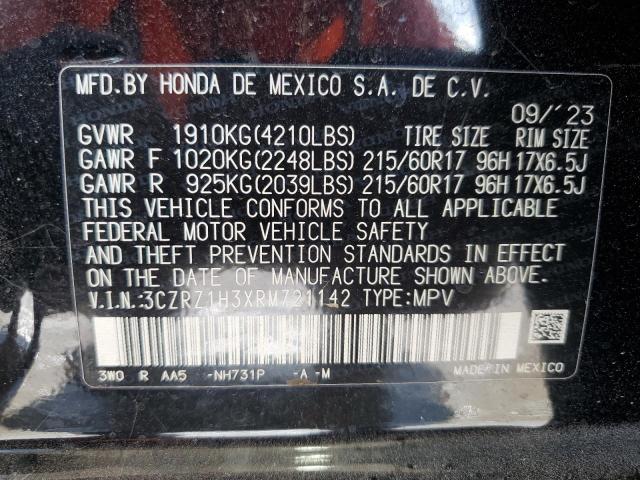 MFD.BY HONDA DE MEXICO S.A. DE C.V.
09/'23
GVWR 1910KG(4210LBS) TIRE SIZE RIM SIZE
GAWR F 1020KG(2248LBS) 215/60R17 96H 17X6.5J
GAWR R 925KG(2039LBS) 215/60R17 96H 17X6.5J
THIS VEHICLE CONFORMS TO ALL APPLICABLE
FEDERAL MOTOR VEHICLE SAFETY
AND THEFT PREVENTION STANDARDS IN EFFECT
ON THE DATE OF MANUFACTURE SHOWN ABOVE.
V.I.N.:3CZRZ1H3XRM721142 TYPE:MPV
3W0 R AA5 -NH731P -A-M MADE IN MEXICO